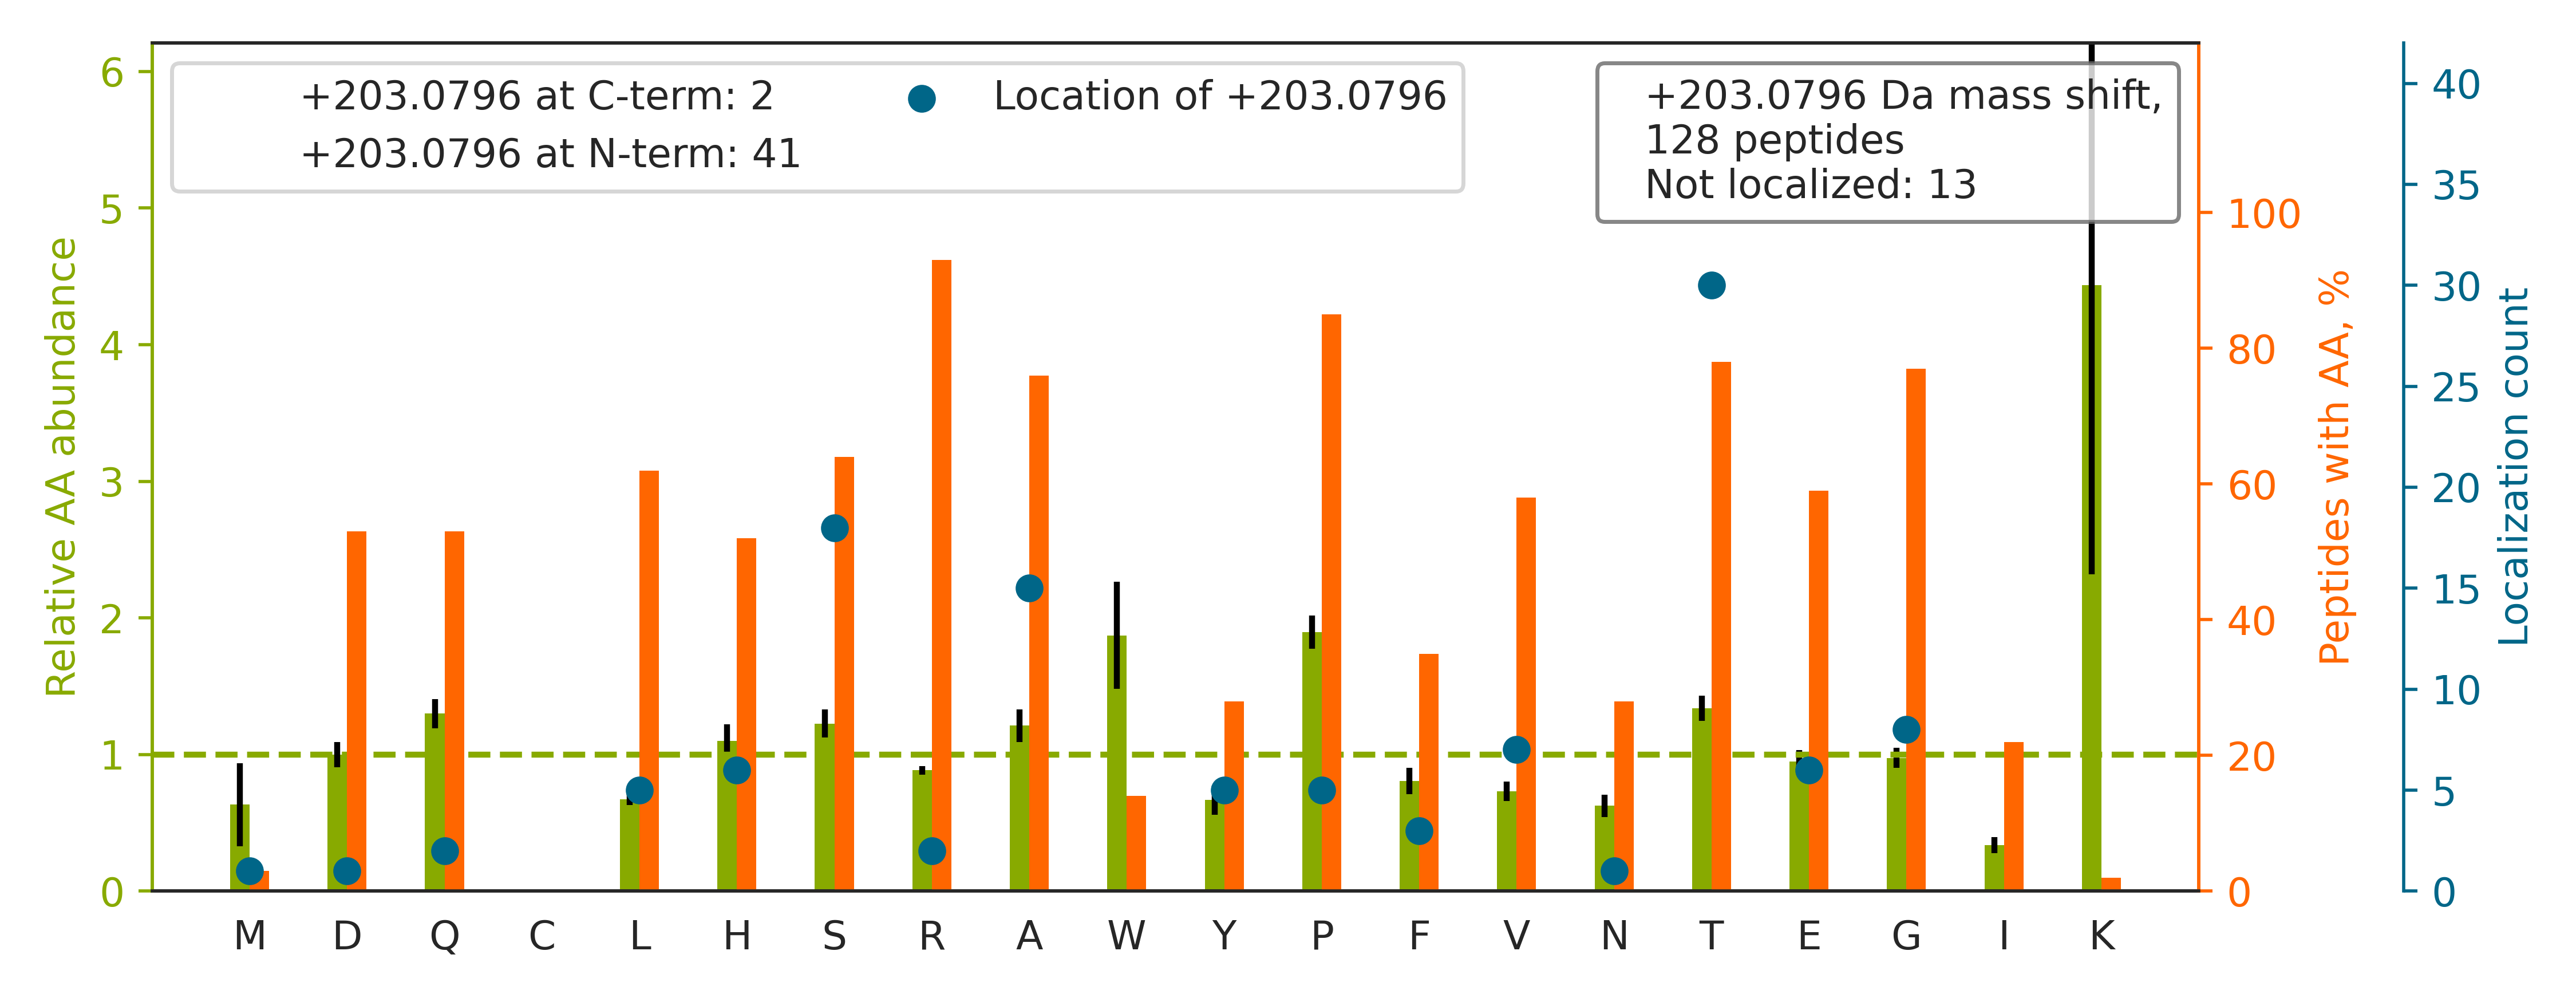 +203.0796 at C-term: 2
+203.0796 at N-term: 41
Location of +203.0796
+203.0796 Da mass shift,
128 peptides
Not localized: 13
Relative AA abundance
6
5
4
3
2
1
0
M D Q C L H S R A W Y P F V N T E G I K
100
80
60
40
20
0
Peptides with AA, %
40
35
30
25
20
15
10
5
0
Localization count